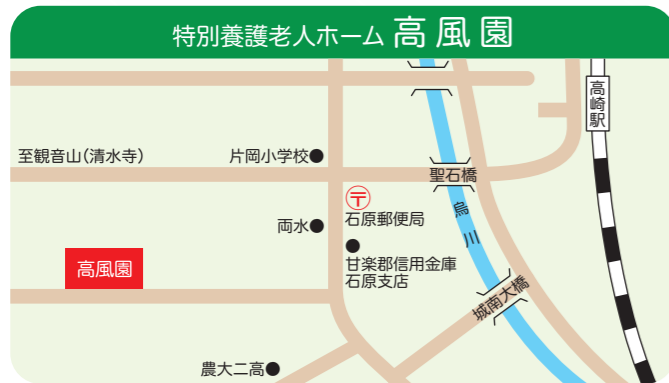 特別養護老人ホーム 高風園
高崎駅
至観音山(清水寺)
片岡小学校
聖石橋
〒
石原郵便局
烏川
両水
甘楽郡信用金庫
石原支店
高風園
城南大橋
農大二高